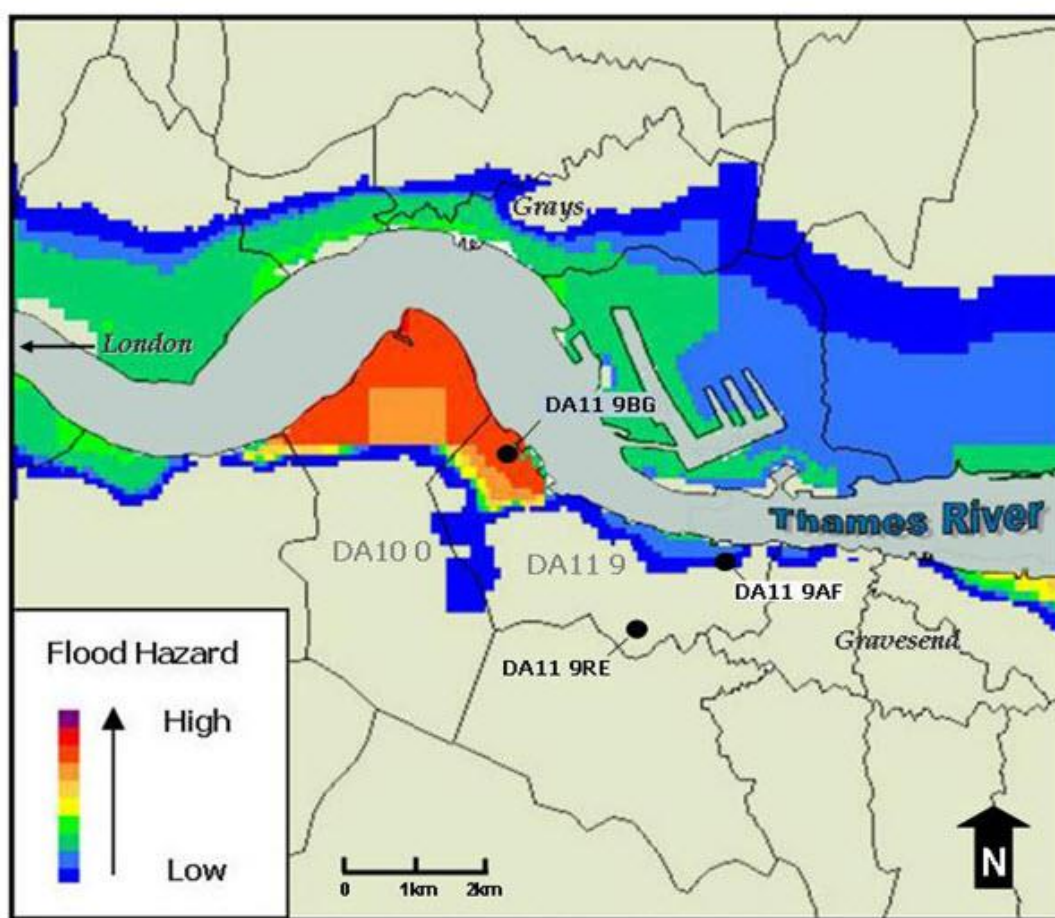 Grays
London
DA11 9BG
Thames River
DA10 0
DA11 9
DA11 9AF
Gravesend
DA11 9RE
Flood Hazard
High
Low
0 1km 2km
N